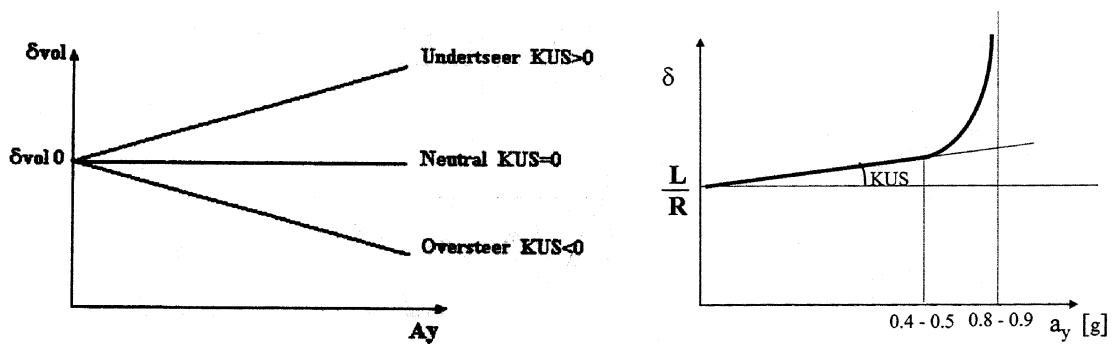 δvol
Undertseer KUS>0
δvol 0
Neutral KUS=0
Oversteer KUS<0
Ay
δ
L
R
KUS
0.4 - 0.5
0.8 - 0.9
a_y [g]